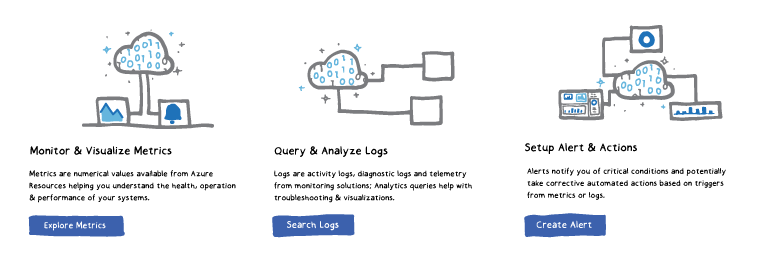 Monitor & Visualize Metrics
Metrics are numerical values available from Azure
Resources helping you understand the health, operation
& performance of your systems.
Explore Metrics
Query & Analyze Logs
Logs are activity logs, diagnostic logs and telemetry
from monitoring solutions; Analytics queries help with
troubleshooting & visualizations.
Search Logs
Setup Alert & Actions
Alerts notify you of critical conditions and potentially
take corrective automated actions based on triggers
from metrics or logs.
Create Alert